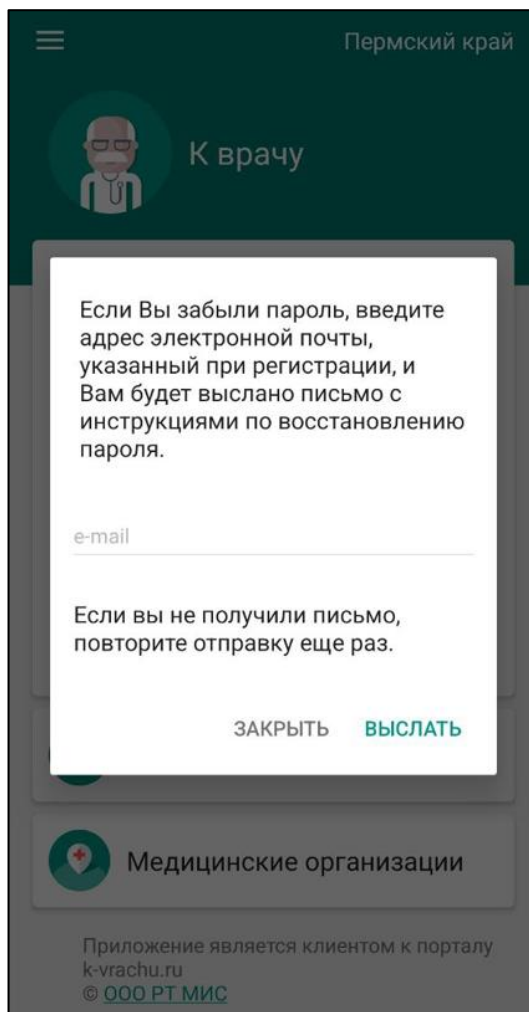 Пермский край
К врачу
Если Вы забыли пароль, введите
адрес электронной почты,
указанный при регистрации, и
Вам будет выслано письмо с
инструкциями по восстановлению
пароля.
e-mail
Если вы не получили письмо,
повторите отправку еще раз.
ЗАКРЫТЬ ВЫСЛАТЬ
Медицинские организации
Приложение является клиентом к порталу
k-vrachu.ru
© ООО РТ МИС